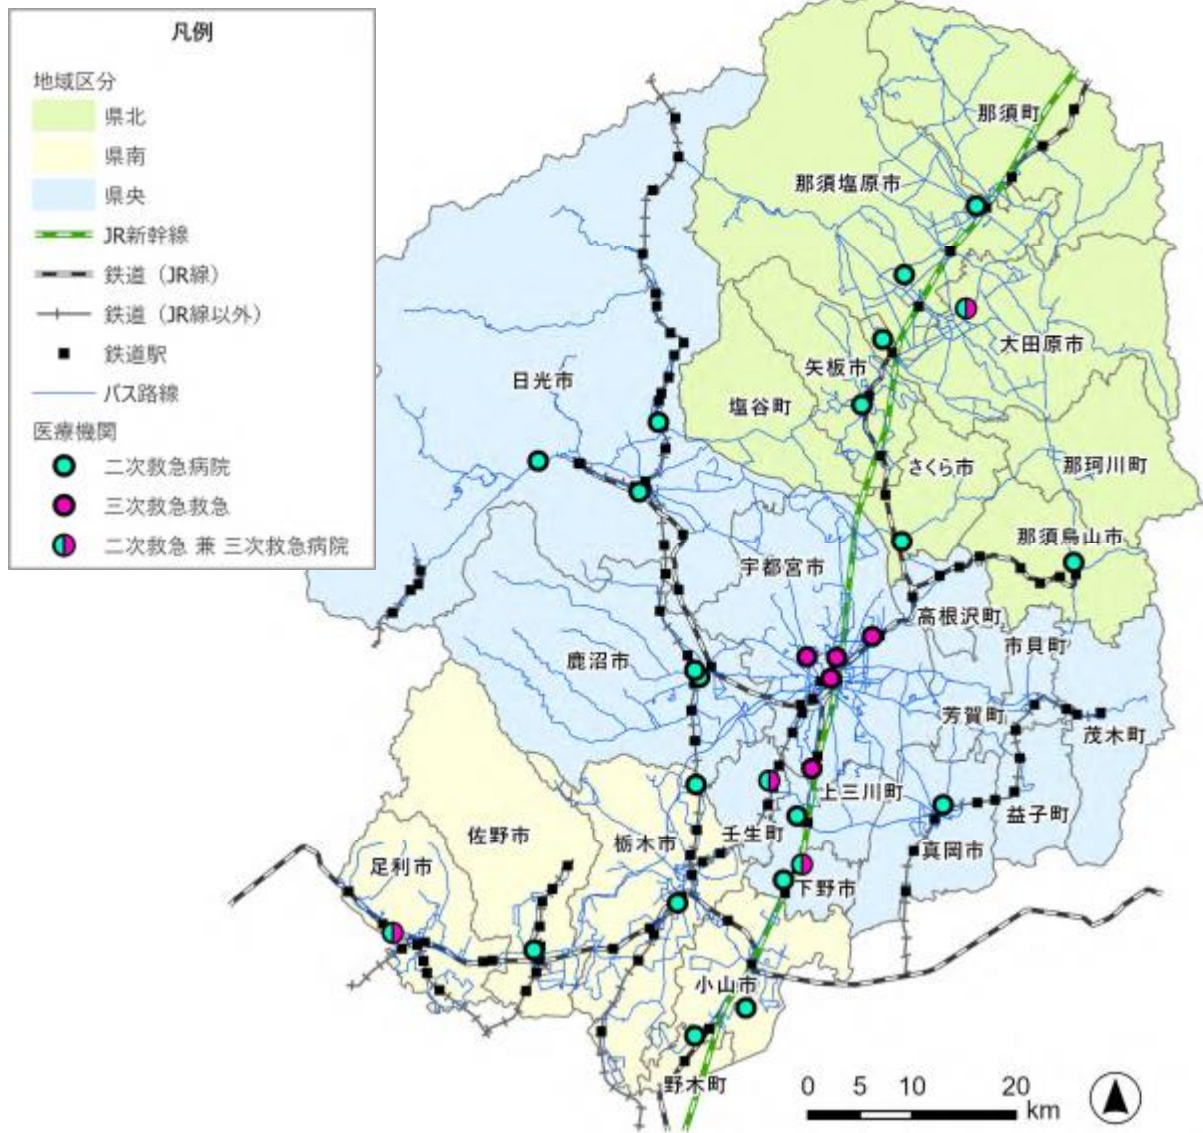 凡例
地域区分
県北
県南
県央
JR新幹線
鉄道（JR線）
鉄道（JR線以外）
鉄道駅
バス路線
医療機関
二次救急病院
三次救急救急
二次救急 兼 三次救急病院
那須町
那須塩原市
大田原市
矢板市
日光市
塩谷町
さくら市
那珂川町
那須烏山市
宇都宮市
高根沢町
市貝町
鹿沼市
芳賀町
茂木町
上三川町
益子町
佐野市
栃木市
壬生町
真岡市
足利市
下野市
小山市
野木町
0 5 10 20
km